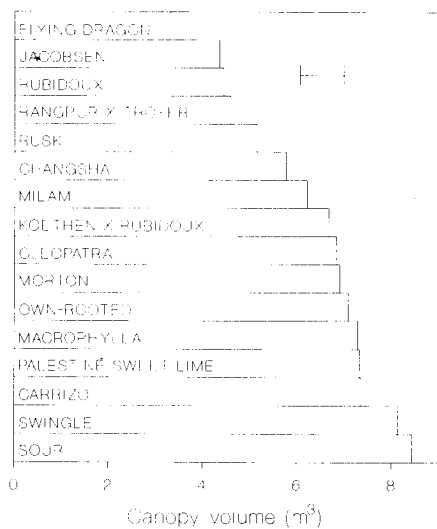 FLYING DRAGON
JACOBSEN
RUBIDOUX
RANGPUR X TROYER
RUSK
CHANGSHA
MILAM
KOETHEN X RUBIDOUX
CLEOPATRA
MORTON
OWN-ROOTED
MACROPHYLLA
PALESTINE SWEET LIME
CARRIZO
SWINGLE
SOUR
0 2 4 6 8
Canopy volume (m³)